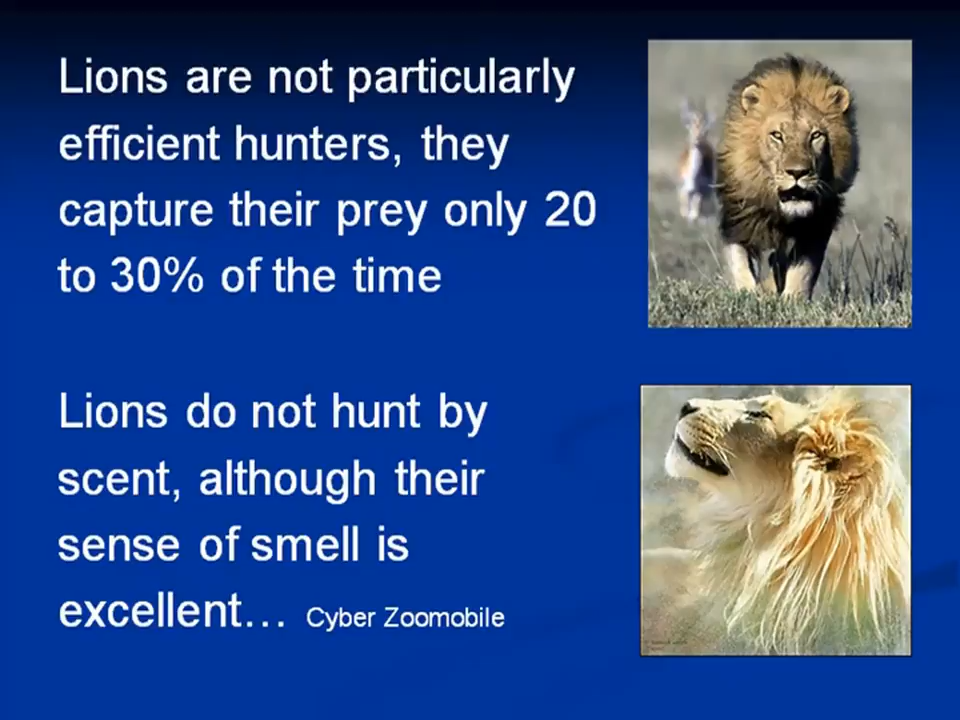 Lions are not particularly
efficient hunters, they
capture their prey only 20
to 30% of the time
Lions do not hunt by
scent, although their
sense of smell is
excellent... Cyber Zoomobile